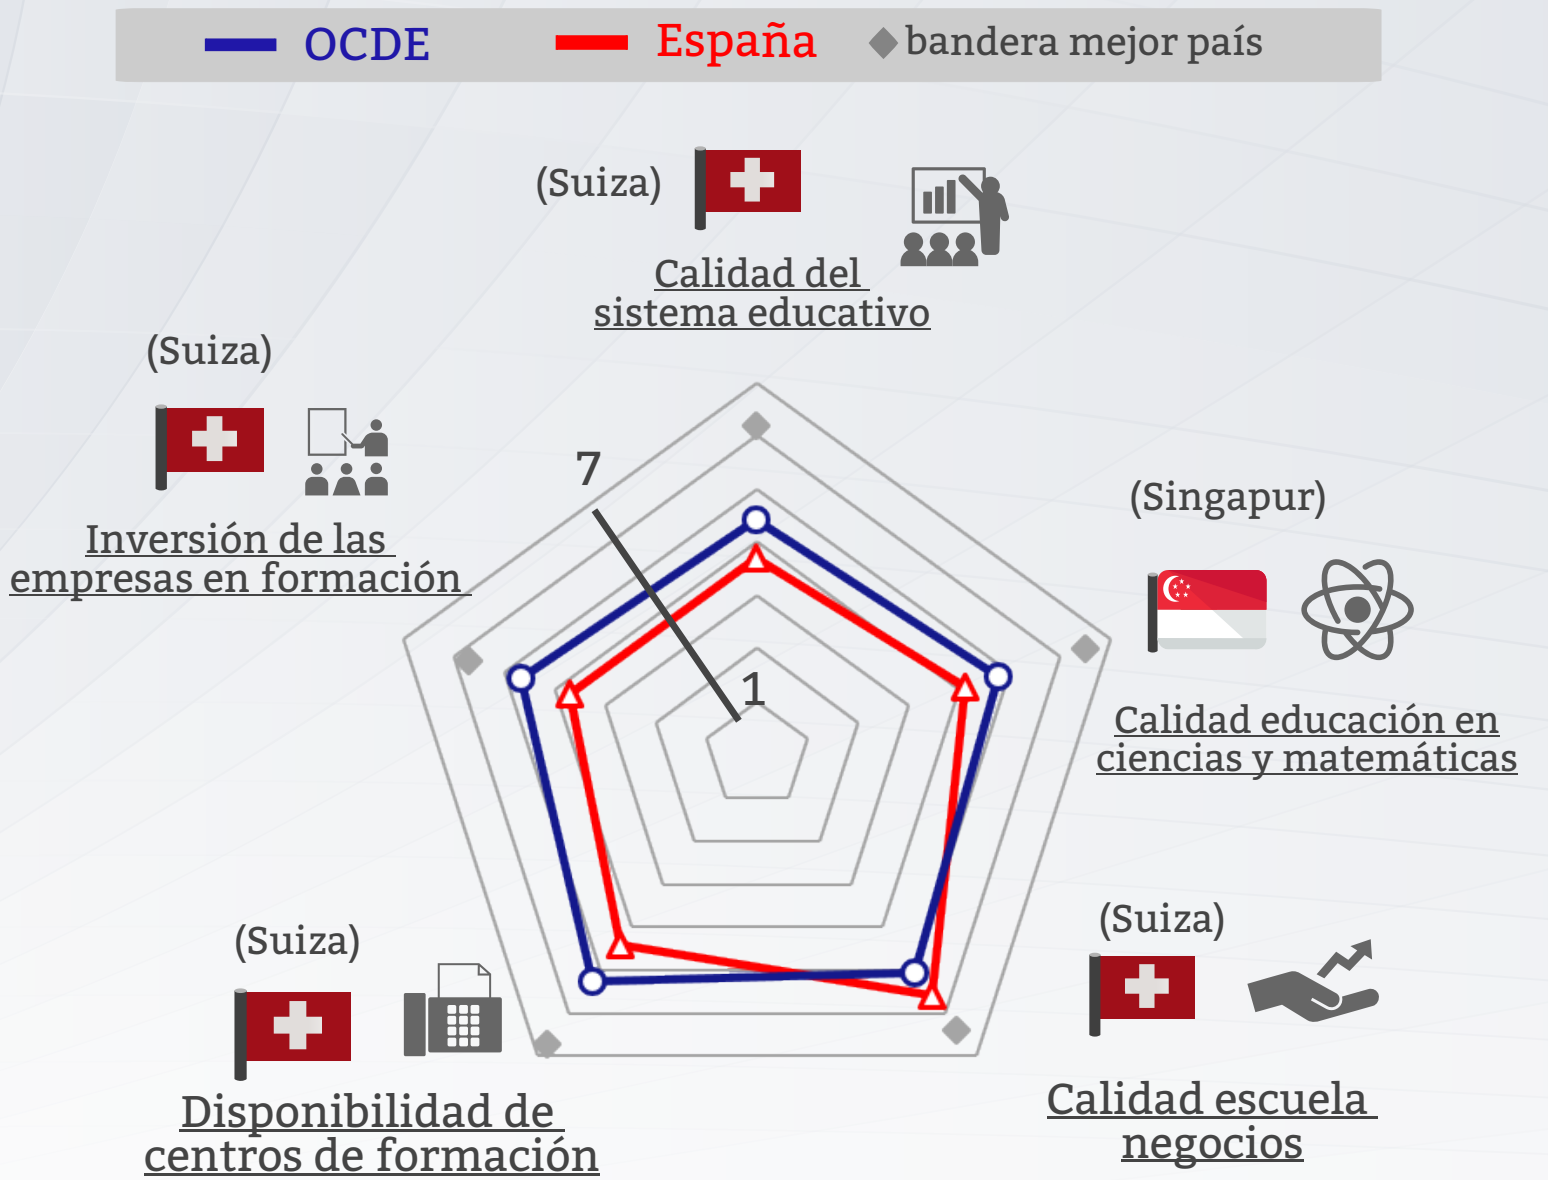 OCDE España bandera mejor país
(Suiza)
Calidad del
sistema educativo
(Suiza)
Inversión de las
empresas en formación
7
1
(Singapur)
Calidad educación en
ciencias y matemáticas
(Suiza)
Disponibilidad de
centros de formación
(Suiza)
Calidad escuela
negocios